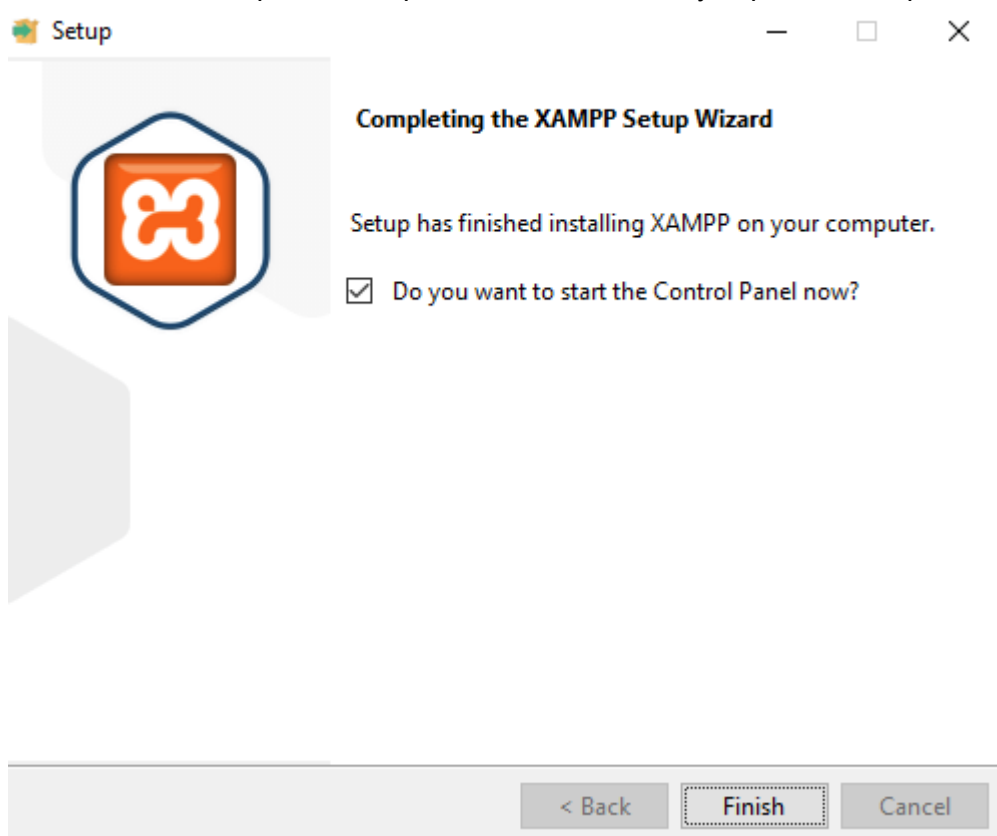 Setup
Completing the XAMPP Setup Wizard
Setup has finished installing XAMPP on your computer.
Do you want to start the Control Panel now?
< Back
Finish
Cancel